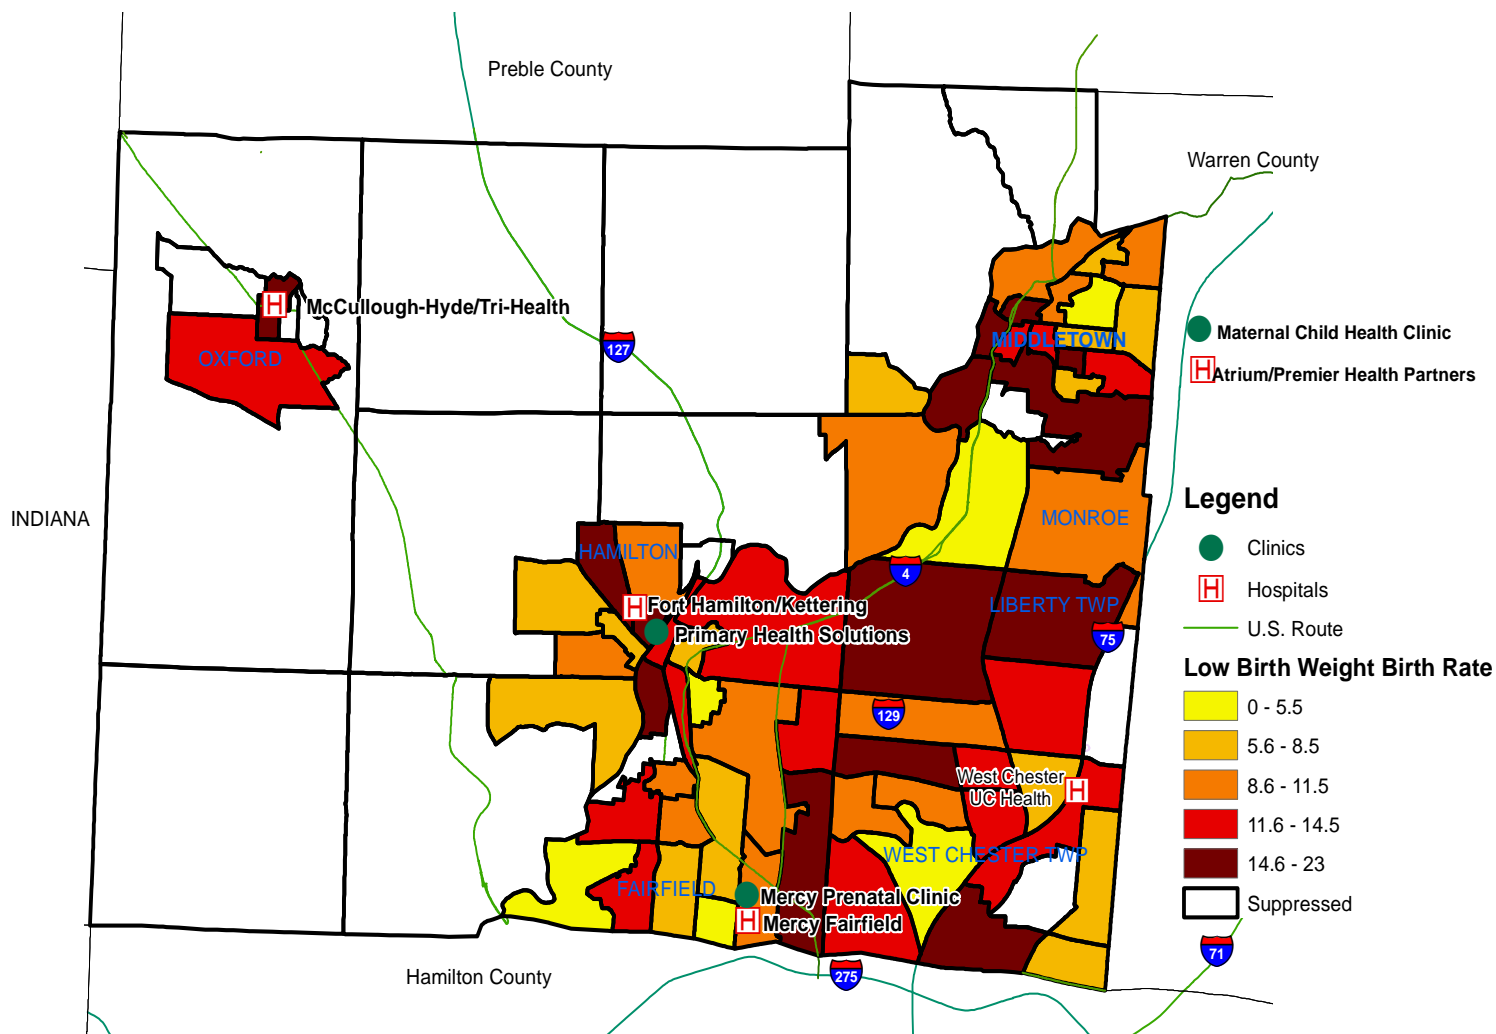 Preble County
Warren County
McCullough-Hyde/Tri-Health
OXFORD
127
MIDDLETOWN
Maternal Child Health Clinic
H
H
Atrium/Premier Health Partners
INDIANA
MONROE
HAMILTON
4
LIBERTY TWP
H
Fort Hamilton/Kettering
Primary Health Solutions
75
129
West Chester
UC Health
H
WEST CHESTER TWP
FAIRFIELD
Mercy Prenatal Clinic
H
Mercy Fairfield
Hamilton County
275
71
Legend
Clinics
H
Hospitals
U.S. Route
Low Birth Weight Birth Rate
0 - 5.5
5.6 - 8.5
8.6 - 11.5
11.6 - 14.5
14.6 - 23
Suppressed